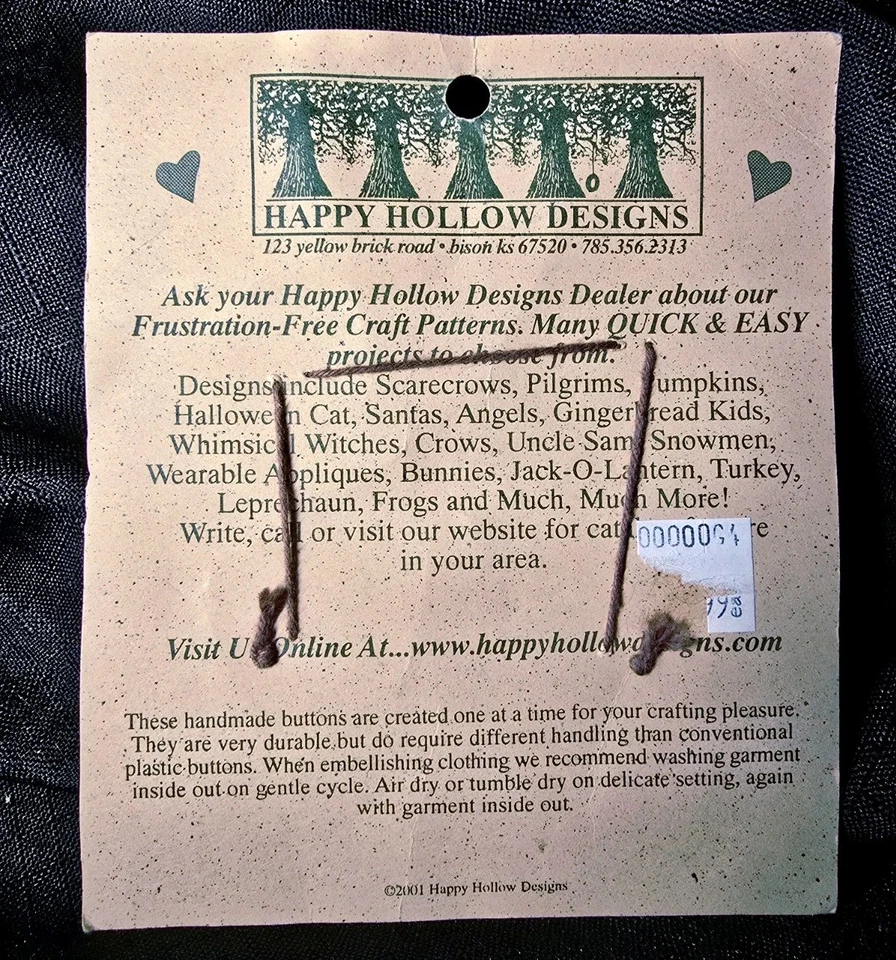 HAPPY HOLLOW DESIGNS
123 yellow brick road • bison ks 67520 • 785.356.2313
Ask your Happy Hollow Designs Dealer about our
Frustration-Free Craft Patterns. Many QUICK & EASY
projects to choose from.
Designs include Scarecrows, Pilgrims, Pumpkins,
Halloween Cat, Santas, Angels, Gingerbread Kids,
Whimsical Witches, Crows, Uncle Sam, Snowmen,
Wearable Appliques, Bunnies, Jack-O-Lantern, Turkey,
Leprechaun, Frogs and Much, Much More!
Write, call or visit our website for
in your area.
Visit Us Online At...www.happyhollowdesigns.com
These handmade buttons are created one at a time for your crafting pleasure.
They are very durable but do require different handling than conventional
plastic buttons. When embellishing clothing we recommend washing garment
inside out on gentle cycle. Air dry or tumble dry on delicate setting, again
with garment inside out.
©2001 Happy Hollow Designs